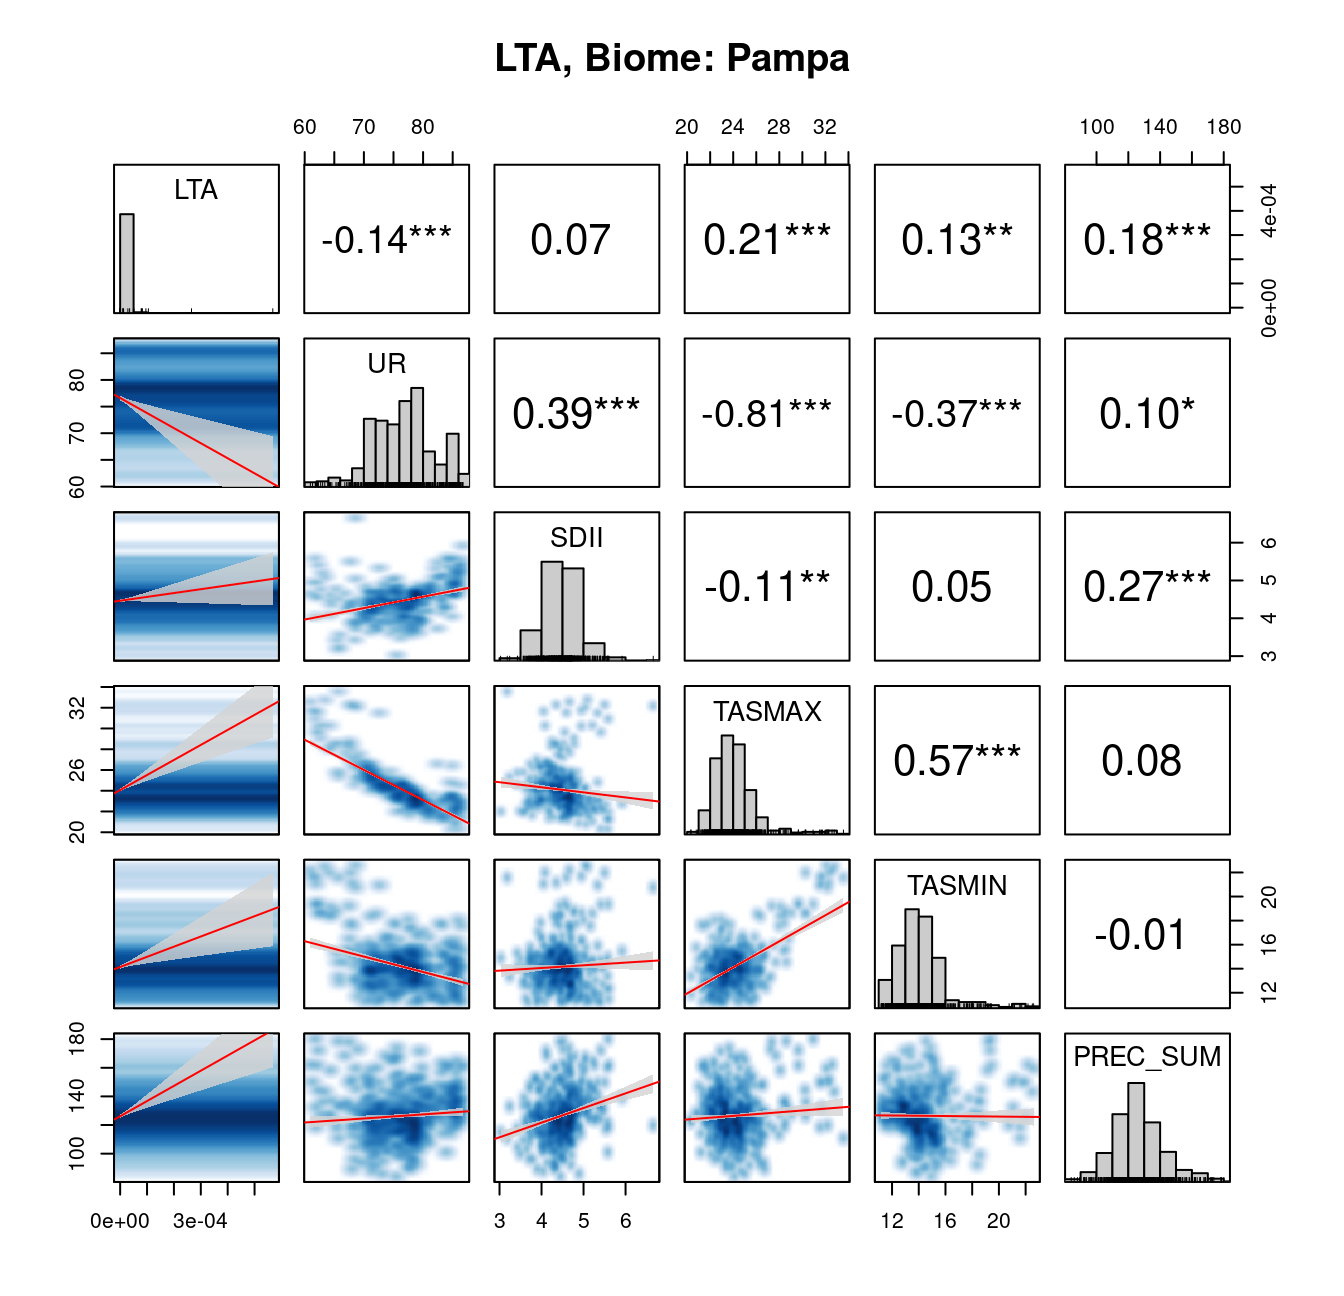 LTA, Biome: Pampa
60 70 80 20 24 28 32 100 140 180
LTA -0.14*** 0.07 0.21*** 0.13** 0.18*** 0e+00 4e-04
60 70 80 UR 0.39*** -0.81*** -0.37*** 0.10*
SDII -0.11** 0.05 0.27*** 3 4 5 6
20 26 32 TASMAX 0.57*** 0.08
TASMIN -0.01 12 16 20
100 140 180 PREC_SUM
0e+00 3e-04 3 4 5 6 12 16 20